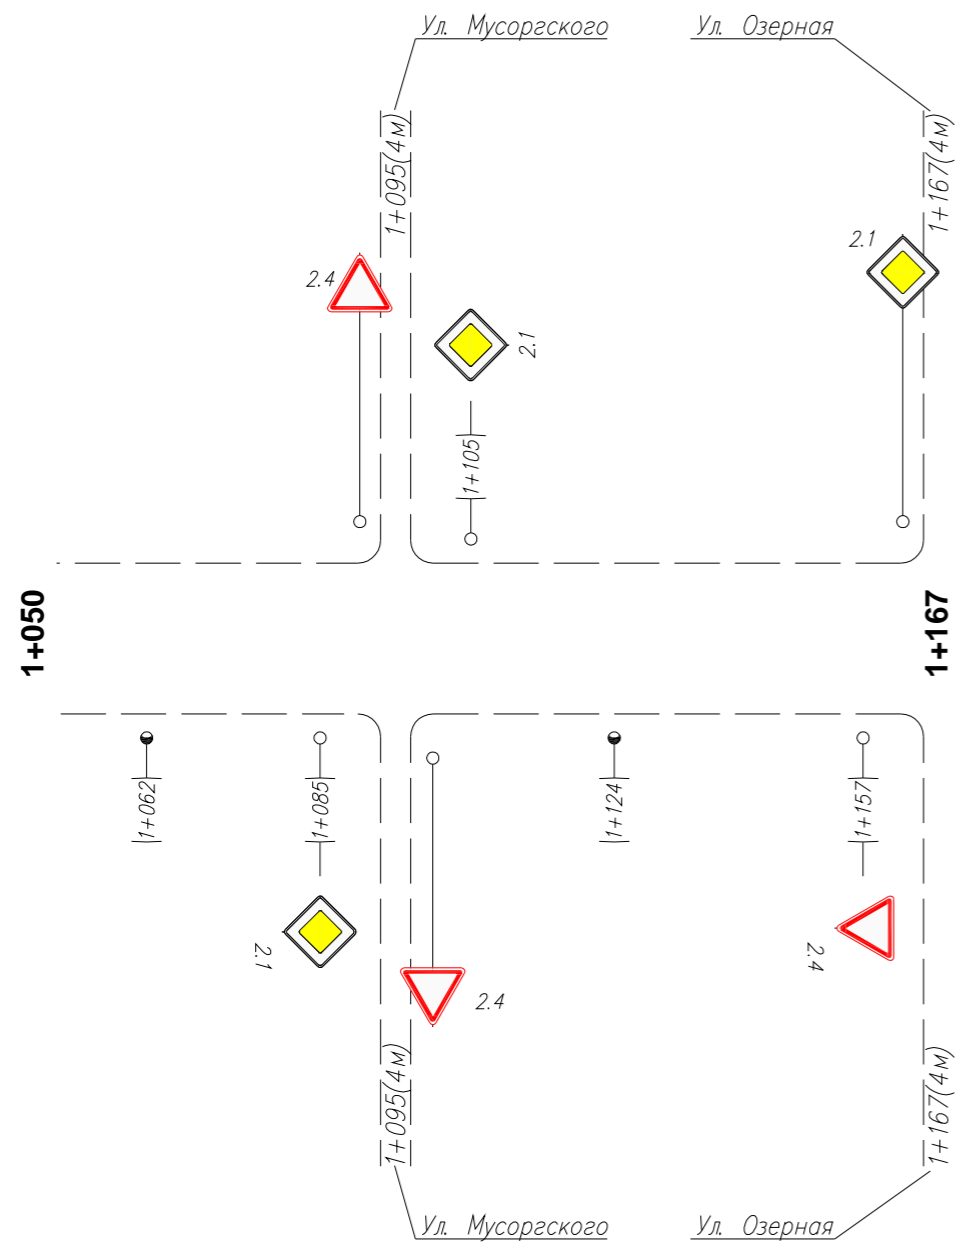 Ул. Мусоргского
Ул. Озерная
1+095(4м)
1+167(4м)
2.4
2.1
2.1
1+105
1+050
1+167
1+062
1+085
1+124
1+157
2.1
2.4
2.4
1+095(4м)
1+167(4м)
Ул. Мусоргского
Ул. Озерная